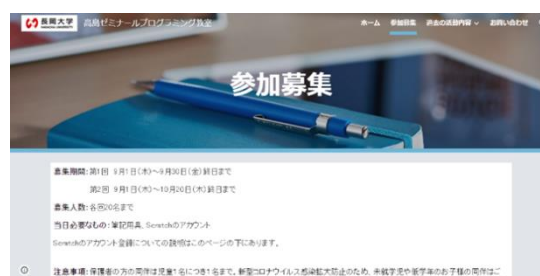 長岡大学 高島ゼミナールプログラミング教室
ホーム 参加募集 過去の活動内容 お問い合わせ
参加募集
募集期間：第1回 9月1日（木）～9月30日（金）終日まで
第2回 9月1日（木）～10月20日（木）終日まで
募集人数：各回20名まで
当日必要なもの：筆記用具、Scratchのアカウント
Scratchのアカウント登録についての説明はこのページの下にあります。
注意事項：保護者の方の同伴は児童1名につき1名まで。新型コロナウイルス感染拡大防止のため、未就学児や低学年のお子様の同伴はご